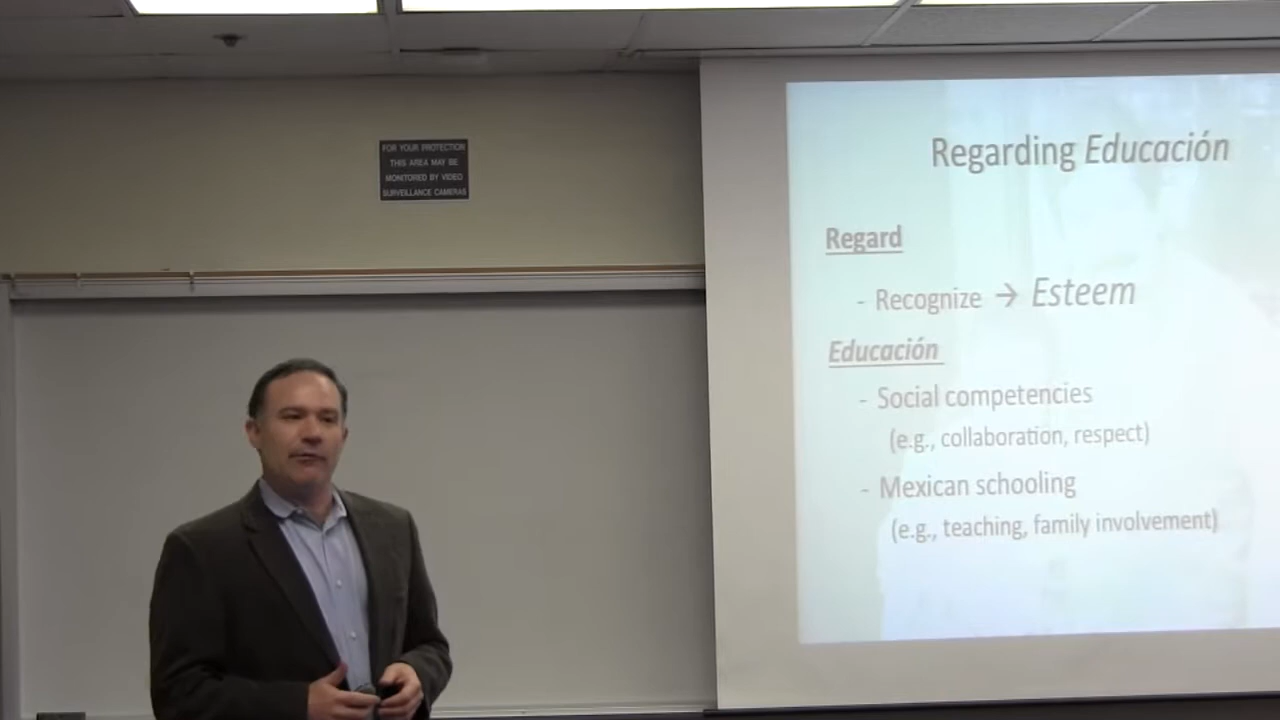 FOR YOUR PROTECTION
THIS AREA MAY BE
MONITORED BY VIDEO
SURVEILLANCE CAMERAS
Regarding Educación
Regard
- Recognize → Esteem
Educación
- Social competencies
(e.g., collaboration, respect)
- Mexican schooling
(e.g., teaching, family involvement)